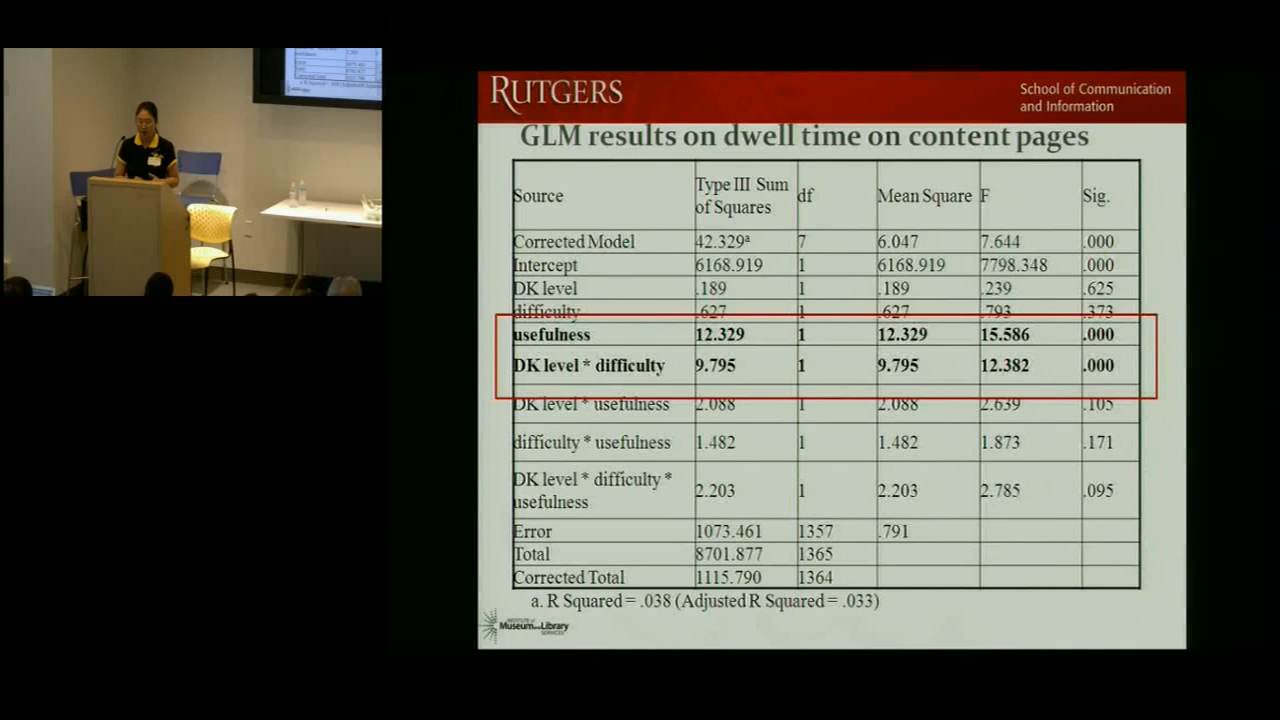 RUTGERS
School of Communication
and Information
GLM results on dwell time on content pages
Source Type III Sum of Squares df Mean Square F Sig.
Corrected Model 42.329a 7 6.047 7.644 .000
Intercept 6168.919 1 6168.919 7798.348 .000
DK level .189 1 .189 .239 .625
difficulty .627 1 .627 .793 .373
usefulness 12.329 1 12.329 15.586 .000
DK level * difficulty 9.795 1 9.795 12.382 .000
DK level * usefulness 2.088 1 2.088 2.639 .105
difficulty * usefulness 1.482 1 1.482 1.873 .171
DK level * difficulty * usefulness 2.203 1 2.203 2.785 .095
Error 1073.461 1357 .791
Total 8701.877 1365
Corrected Total 1115.790 1364
a. R Squared = .038 (Adjusted R Squared = .033)
INSTITUTE of
Museum and Library
SERVICES